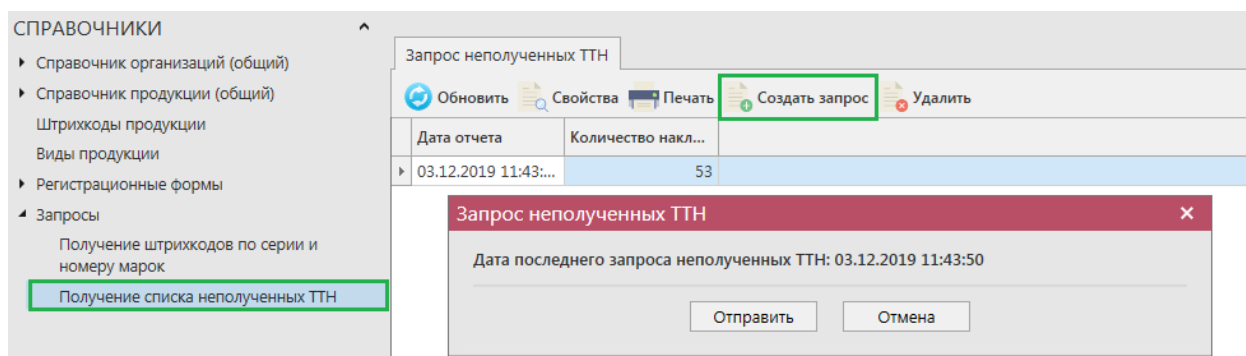 СПРАВОЧНИКИ
Справочник организаций (общий)
Справочник продукции (общий)
Штрихкоды продукции
Виды продукции
Регистрационные формы
Запросы
Получение штрихкодов по серии и
номеру марок
Получение списка неполученных ТТН
Запрос неполученных ТТН
Обновить Свойства Печать Создать запрос Удалить
Дата отчета Количество накл...
03.12.2019 11:43:... 53
Запрос неполученных ТТН
Дата последнего запроса неполученных ТТН: 03.12.2019 11:43:50
Отправить Отмена